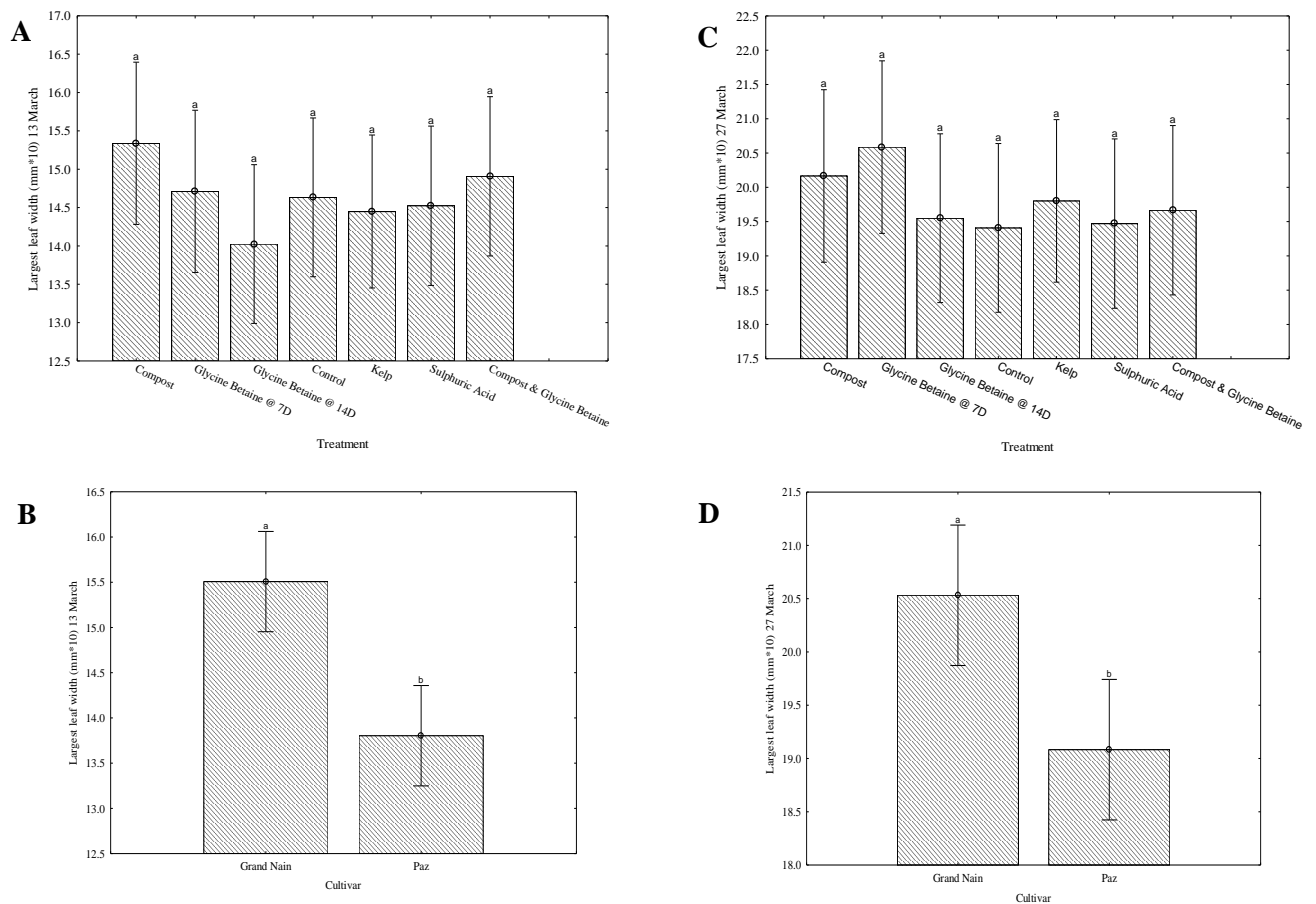 A
Largest leaf width (mm*10) 13 March
17.0
16.5
16.0
15.5
15.0
14.5
14.0
13.5
13.0
12.5
a
a
a
a
a
a
a
Compost
Glycine Betaine @ 7D
Glycine Betaine @ 14D
Control
Kelp
Sulphuric Acid
Compost & Glycine Betaine
Treatment
C
Largest leaf width (mm*10) 27 March
22.5
22.0
21.5
21.0
20.5
20.0
19.5
19.0
18.5
18.0
17.5
a
a
a
a
a
a
a
Compost
Glycine Betaine @ 7D
Glycine Betaine @ 14D
Control
Kelp
Sulphuric Acid
Compost & Glycine Betaine
Treatment
B
Largest leaf width (mm*10) 13 March
16.5
16.0
15.5
15.0
14.5
14.0
13.5
13.0
12.5
a
b
Grand Nain
Paz
Cultivar
D
Largest leaf width (mm*10) 27 March
21.5
21.0
20.5
20.0
19.5
19.0
18.5
18.0
a
b
Grand Nain
Paz
Cultivar